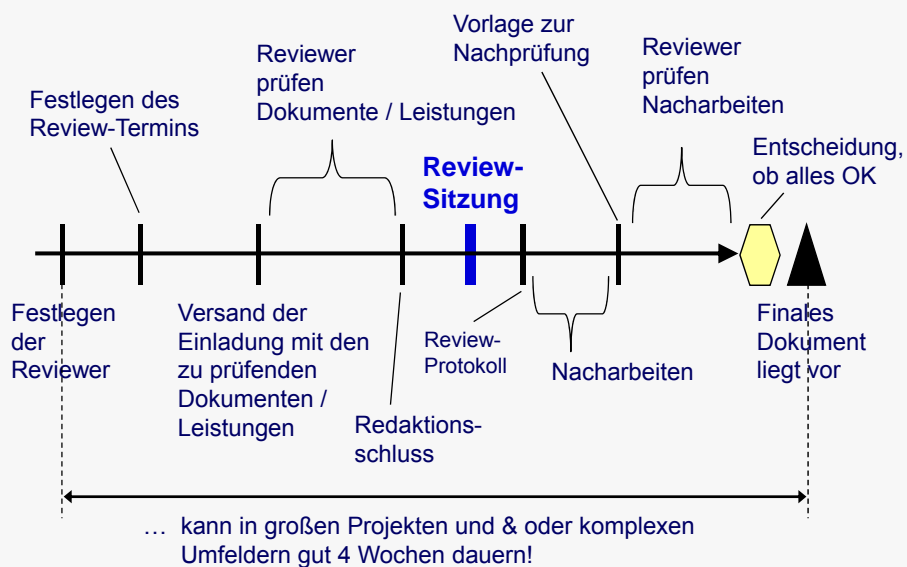 Festlegen des
Review-Termins
Reviewer
prüfen
Dokumente / Leistungen
Review-
Sitzung
Vorlage zur
Nachprüfung
Reviewer
prüfen
Nacharbeiten
Entscheidung,
ob alles OK
Festlegen
der
Reviewer
Versand der
Einladung mit den
zu prüfenden
Dokumenten /
Leistungen
Redaktions-
schluss
Review-
Protokoll
Nacharbeiten
Finales
Dokument
liegt vor
… kann in großen Projekten und & oder komplexen
Umfeldern gut 4 Wochen dauern!